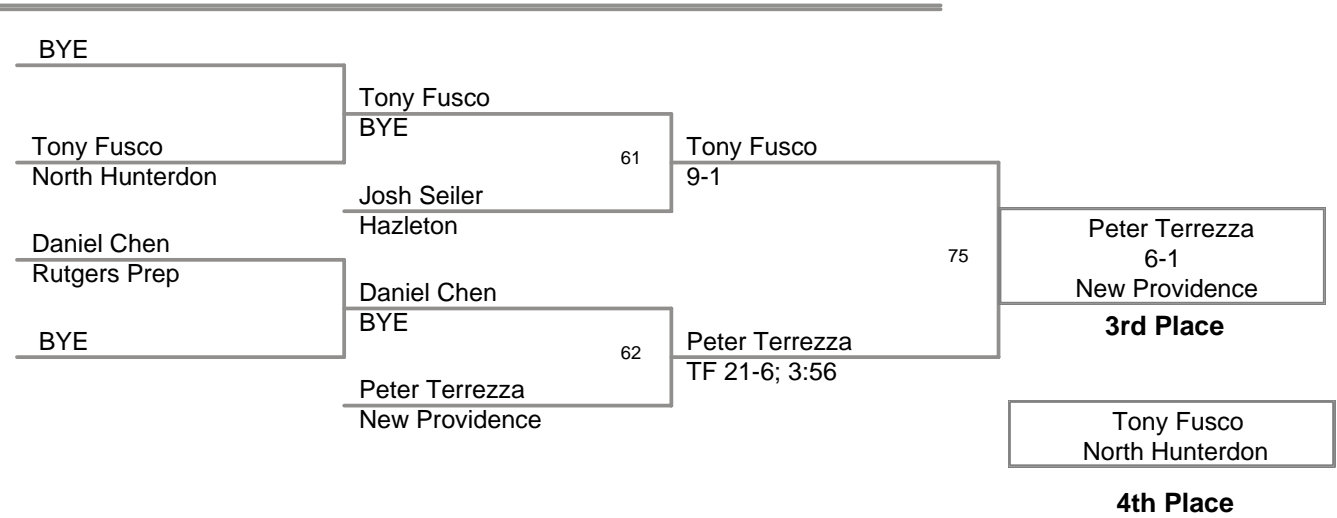 BYE
Tony Fusco
North Hunterdon
Daniel Chen
Rutgers Prep
BYE
Tony Fusco
BYE
61
Josh Seiler
Hazleton
Daniel Chen
BYE
62
Peter Terrezza
New Providence
Tony Fusco
9-1
75
Peter Terrezza
TF 21-6; 3:56
Peter Terrezza
6-1
New Providence
3rd Place
Tony Fusco
North Hunterdon
4th Place